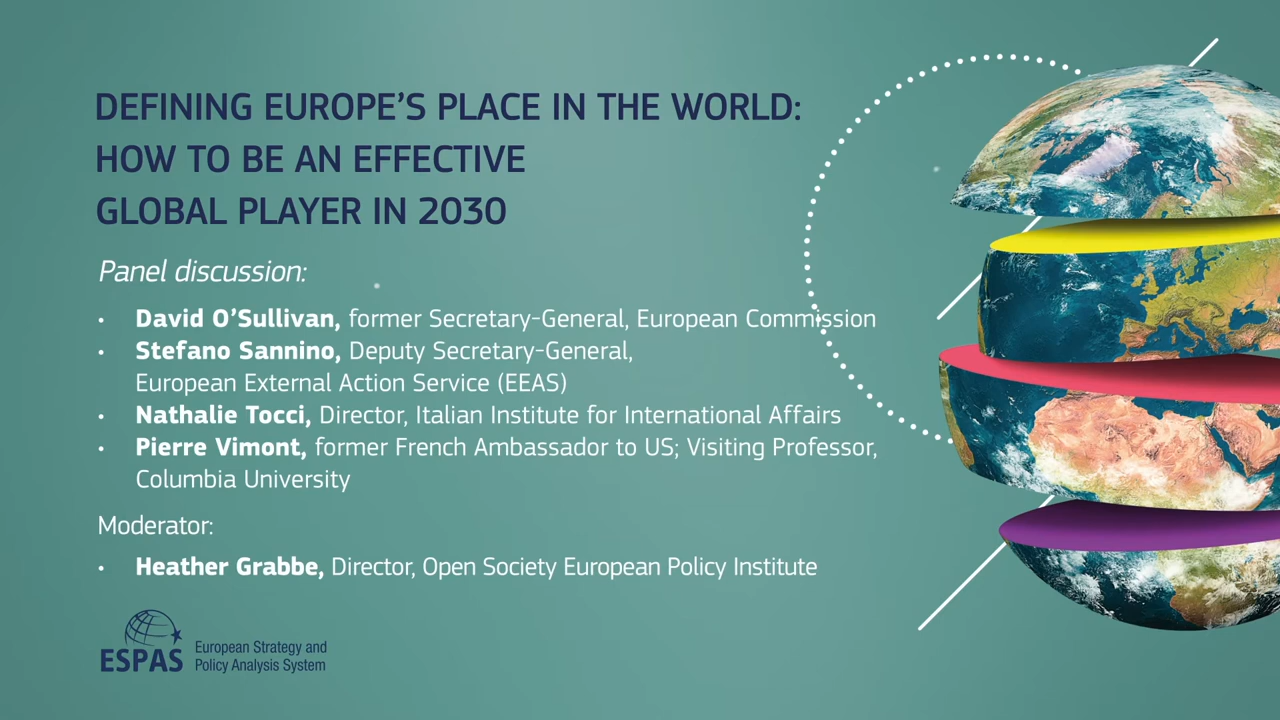 DEFINING EUROPE’S PLACE IN THE WORLD:
HOW TO BE AN EFFECTIVE
GLOBAL PLAYER IN 2030
Panel discussion:
• David O’Sullivan, former Secretary-General, European Commission
• Stefano Sannino, Deputy Secretary-General,
European External Action Service (EEAS)
• Nathalie Tocci, Director, Italian Institute for International Affairs
• Pierre Vimont, former French Ambassador to US; Visiting Professor,
Columbia University
Moderator:
• Heather Grabbe, Director, Open Society European Policy Institute
ESPAS
European Strategy and
Policy Analysis System